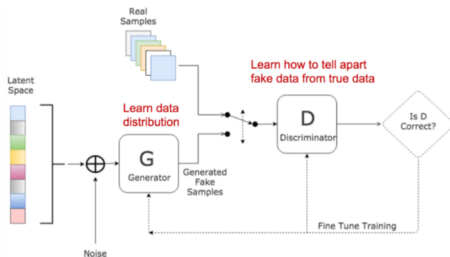 Real
Samples
Latent
Space
Learn how to tell apart
fake data from true data
Learn data
distribution
G
Generator
D
Discriminator
Is D
Correct?
Generated
Fake
Samples
Fine Tune Training
Noise